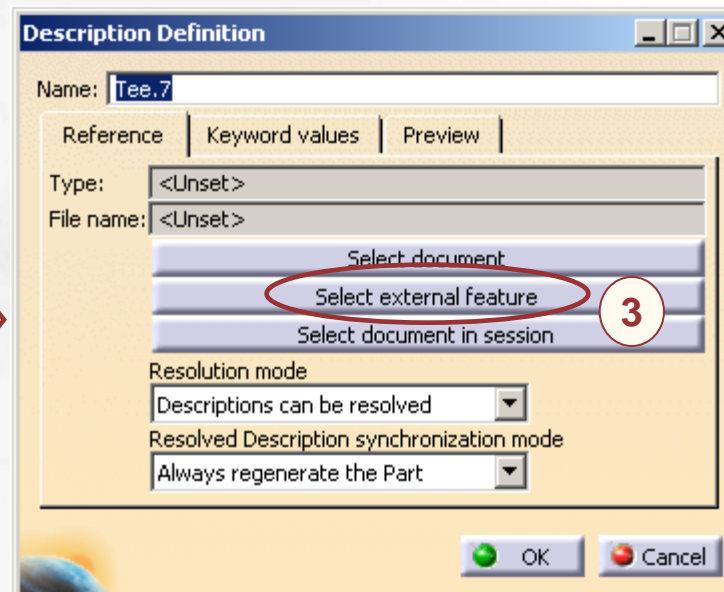 Description Definition
Name: Tee.7
Reference Keyword values Preview
Type: <Unset>
File name: <Unset>
Select document
Select external feature
3
Select document in session
Resolution mode
Descriptions can be resolved
Resolved Description synchronization mode
Always regenerate the Part
OK Cancel